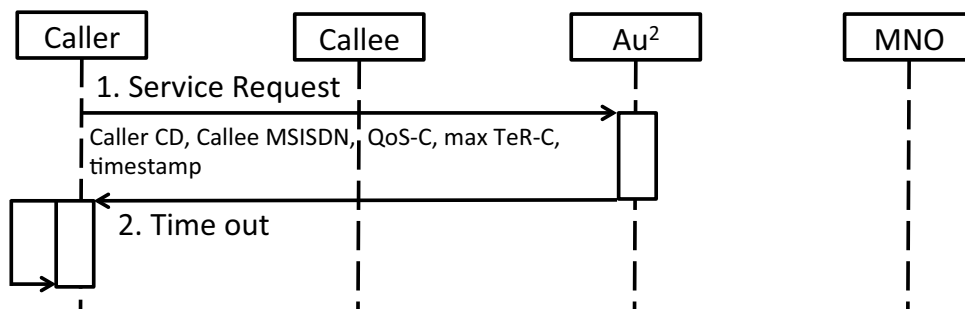 Caller Callee Au² MNO
1. Service Request
Caller CD, Callee MSISDN, QoS-C, max TeR-C,
timestamp
2. Time out